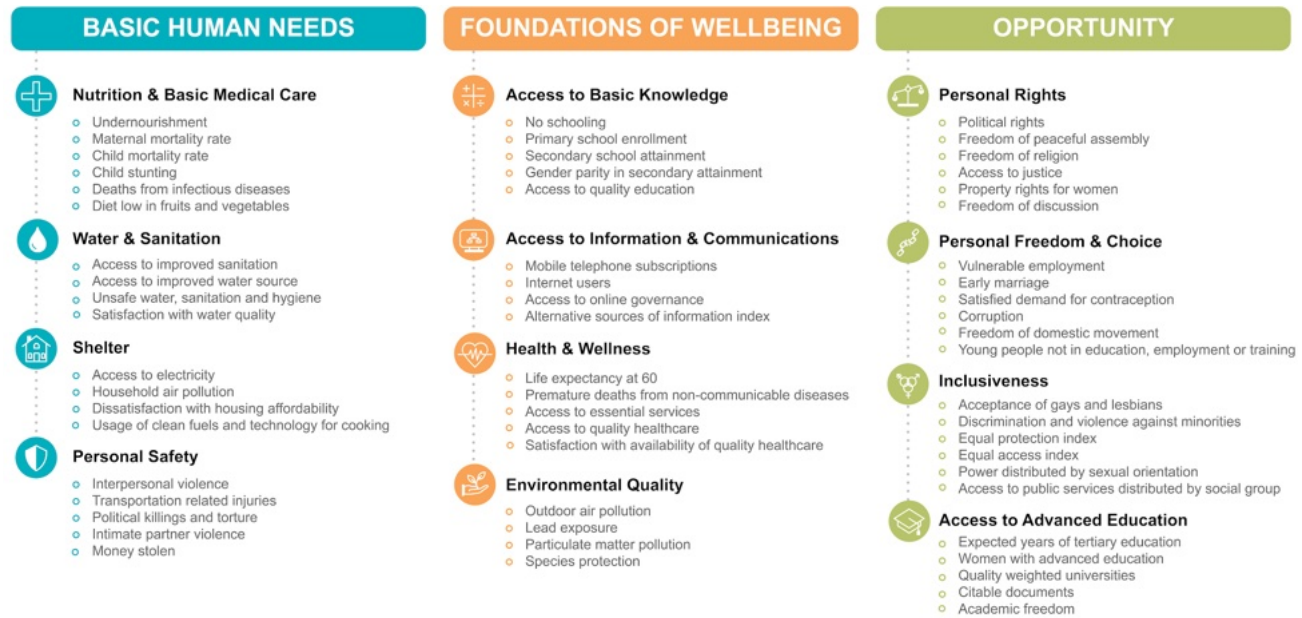 BASIC HUMAN NEEDS
Nutrition & Basic Medical Care
Undernourishment
Maternal mortality rate
Child mortality rate
Child stunting
Deaths from infectious diseases
Diet low in fruits and vegetables
Water & Sanitation
Access to improved sanitation
Access to improved water source
Unsafe water, sanitation and hygiene
Satisfaction with water quality
Shelter
Access to electricity
Household air pollution
Dissatisfaction with housing affordability
Usage of clean fuels and technology for cooking
Personal Safety
Interpersonal violence
Transportation related injuries
Political killings and torture
Intimate partner violence
Money stolen
FOUNDATIONS OF WELLBEING
Access to Basic Knowledge
No schooling
Primary school enrollment
Secondary school attainment
Gender parity in secondary attainment
Access to quality education
Access to Information & Communications
Mobile telephone subscriptions
Internet users
Access to online governance
Alternative sources of information index
Health & Wellness
Life expectancy at 60
Premature deaths from non-communicable diseases
Access to essential services
Access to quality healthcare
Satisfaction with availability of quality healthcare
Environmental Quality
Outdoor air pollution
Lead exposure
Particulate matter pollution
Species protection
OPPORTUNITY
Personal Rights
Political rights
Freedom of peaceful assembly
Freedom of religion
Access to justice
Property rights for women
Freedom of discussion
Personal Freedom & Choice
Vulnerable employment
Early marriage
Satisfied demand for contraception
Corruption
Freedom of domestic movement
Young people not in education, employment or training
Inclusiveness
Acceptance of gays and lesbians
Discrimination and violence against minorities
Equal protection index
Equal access index
Power distributed by sexual orientation
Access to public services distributed by social group
Access to Advanced Education
Expected years of tertiary education
Women with advanced education
Quality weighted universities
Citable documents
Academic freedom